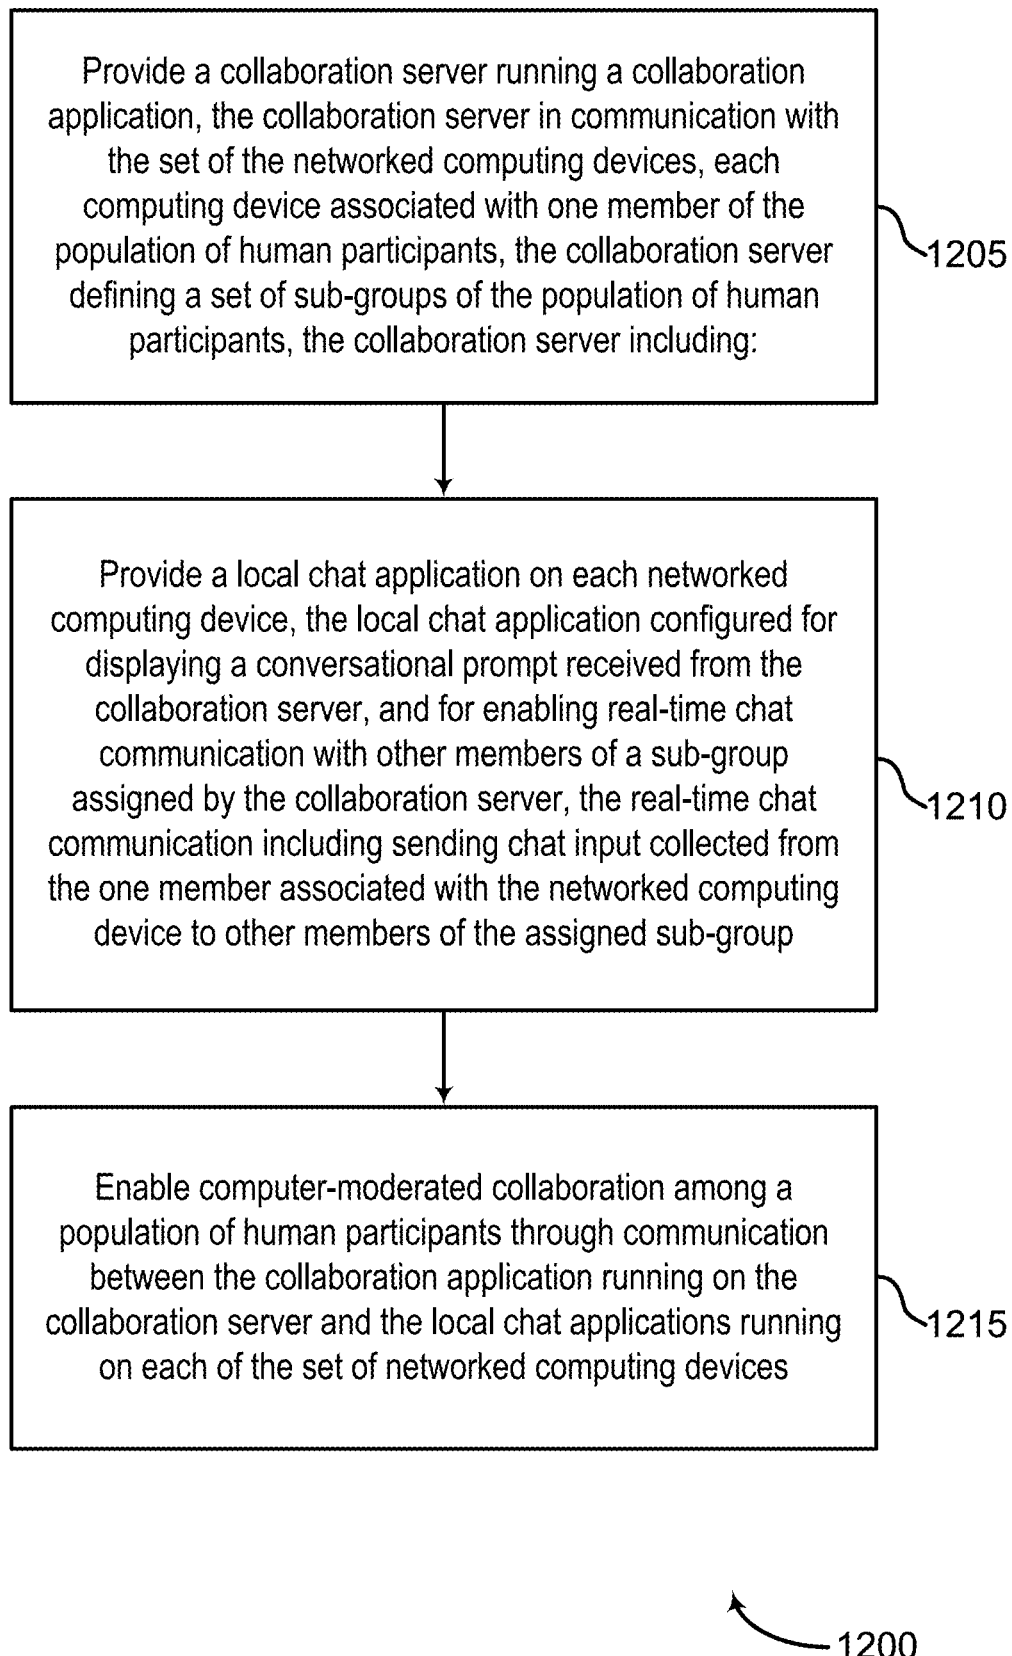 Provide a collaboration server running a collaboration
application, the collaboration server in communication with
the set of the networked computing devices, each
computing device associated with one member of the
population of human participants, the collaboration server
defining a set of sub-groups of the population of human
participants, the collaboration server including:
1205
Provide a local chat application on each networked
computing device, the local chat application configured for
displaying a conversational prompt received from the
collaboration server, and for enabling real-time chat
communication with other members of a sub-group
assigned by the collaboration server, the real-time chat
communication including sending chat input collected from
the one member associated with the networked computing
device to other members of the assigned sub-group
1210
Enable computer-moderated collaboration among a
population of human participants through communication
between the collaboration application running on the
collaboration server and the local chat applications running
on each of the set of networked computing devices
1215
1200